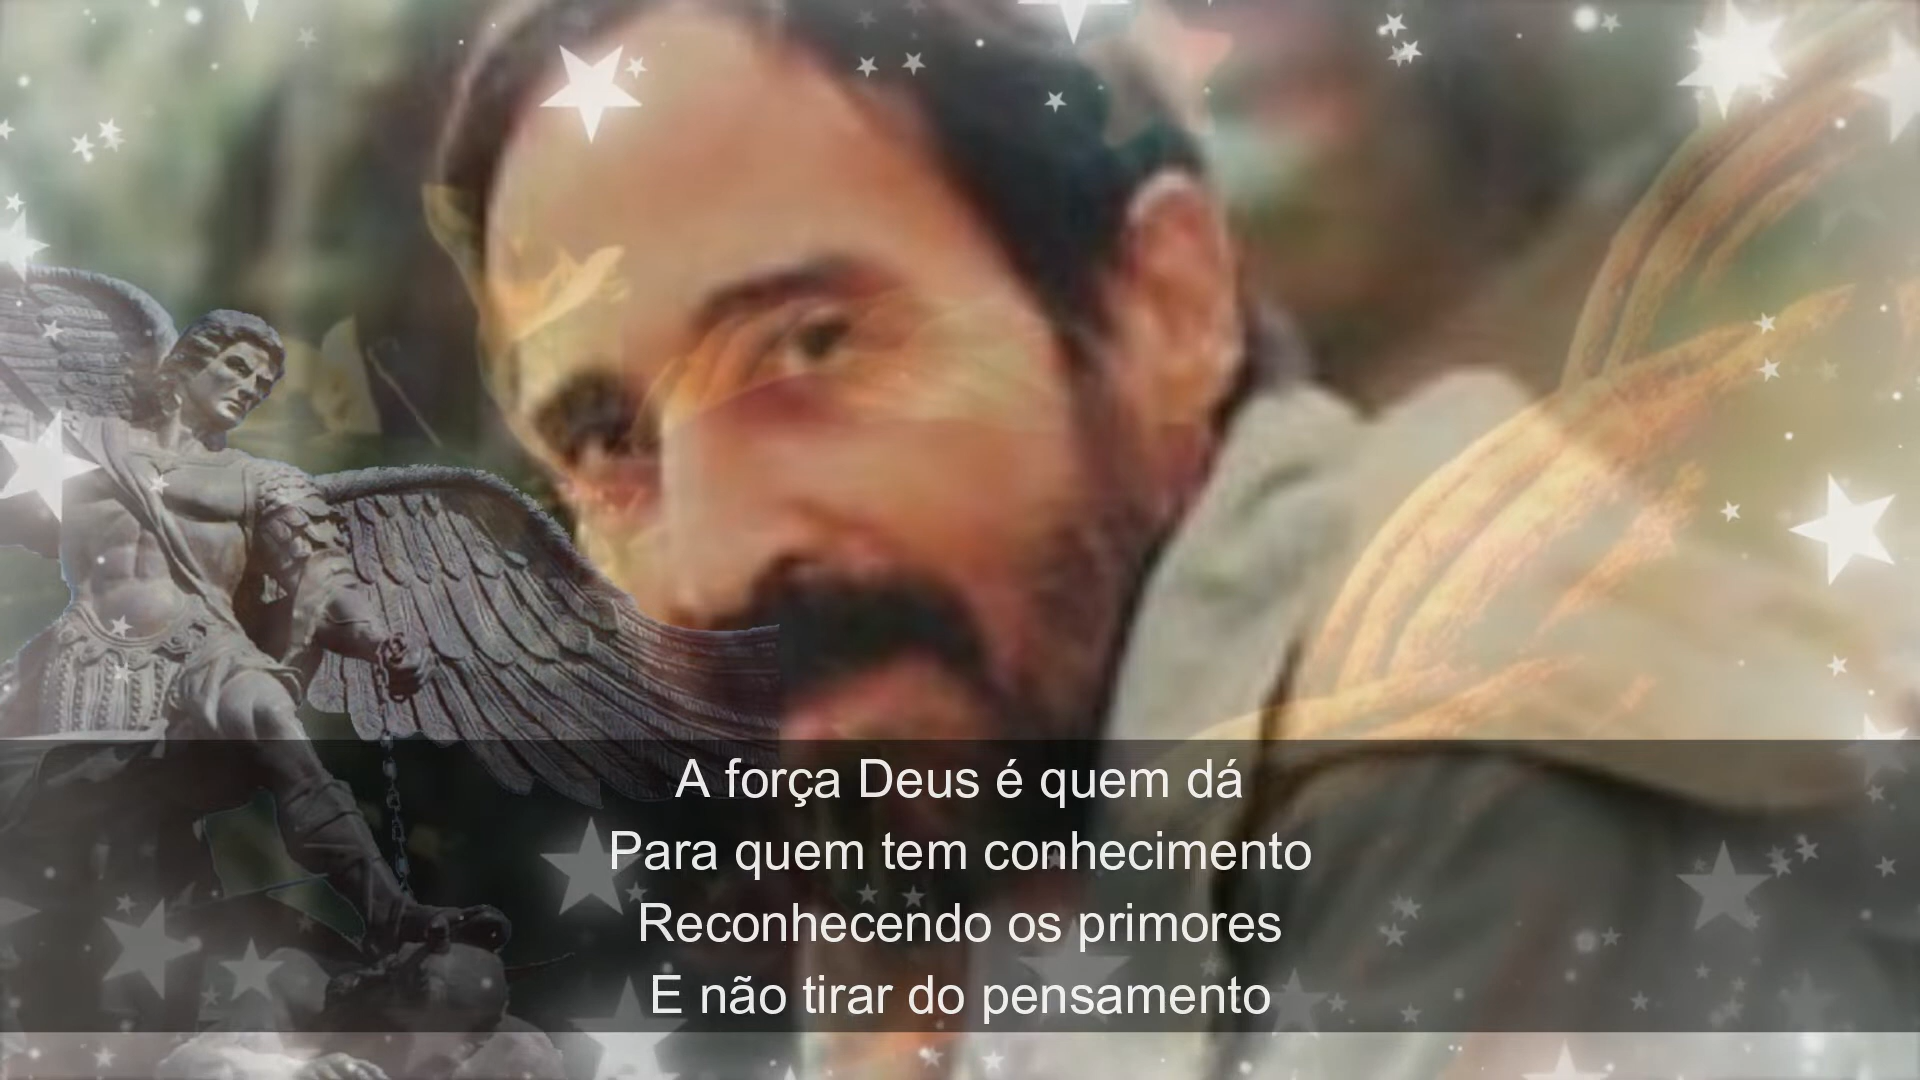 A força Deus é quem dá
Para quem tem conhecimento
Reconhecendo os primores
E não tirar do pensamento